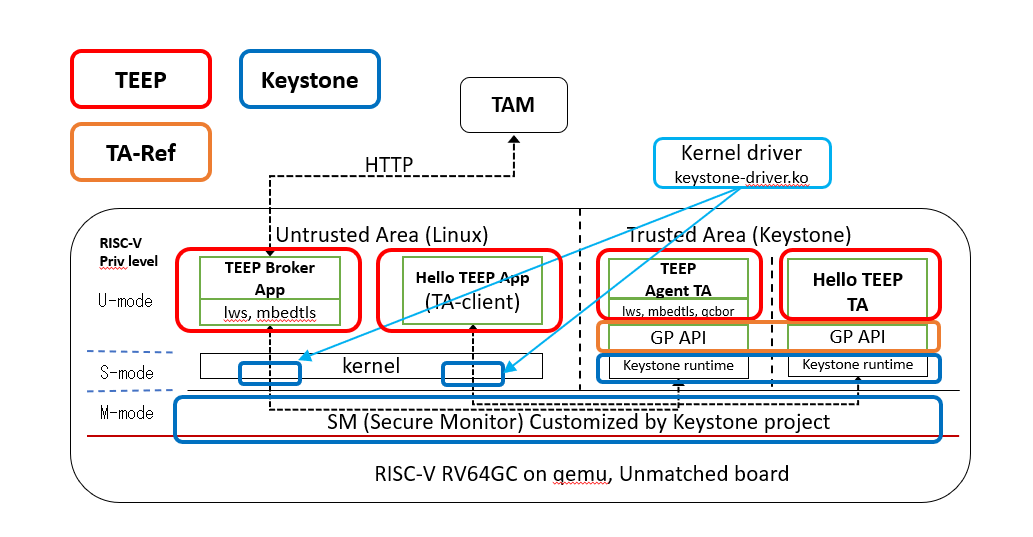 TEEP
Keystone
TAM
TA-Ref
HTTP
Kernel driver
keystone-driver.ko
RISC-V
Priv level
Untrusted Area (Linux)
Trusted Area (Keystone)
U-mode
TEEP Broker
App
lws, mbedtls
Hello TEEP App
(TA-client)
TEEP
Agent TA
lws, mbedtls, qcbor
Hello TEEP
TA
GP API
GP API
S-mode
kernel
Keystone runtime
Keystone runtime
M-mode
SM (Secure Monitor) Customized by Keystone project
RISC-V RV64GC on qemu, Unmatched board